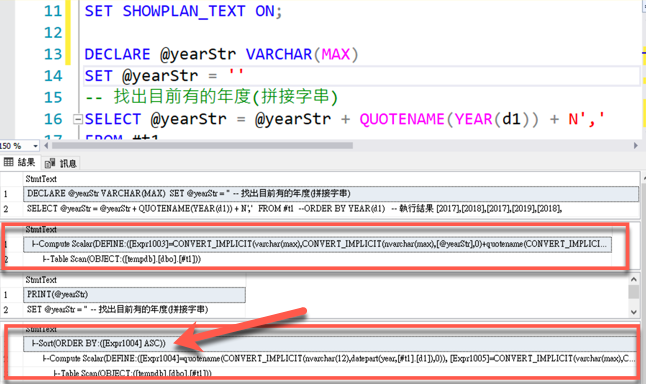 11 SET SHOWPLAN_TEXT ON;
12
13 DECLARE @yearStr VARCHAR(MAX)
14 SET @yearStr = ''
15 -- 找出目前有的年度(拼接字串)
16 SELECT @yearStr = @yearStr + QUOTENAME(YEAR(d1)) + N','
17 FROM #t1
150 %
結果 訊息
StmtText
1 DECLARE @yearStr VARCHAR(MAX) SET @yearStr = '' -- 找出目前有的年度(拼接字串)
2 SELECT @yearStr = @yearStr + QUOTENAME(YEAR(d1)) + N',' FROM #t1 --ORDER BY YEAR(d1) -- 執行結果 [2017],[2018],[2017],[2019],[2018],
StmtText
1 |--Compute Scalar(DEFINE:([Expr1003]=CONVERT_IMPLICIT(varchar(max),CONVERT_IMPLICIT(nvarchar(max),[@yearStr],0)+quotename(CONVERT_IMPLICI...
|--Table Scan(OBJECT:([tempdb].[dbo].[#t1]))
StmtText
1 PRINT(@yearStr)
2 SET @yearStr = '' -- 找出目前有的年度(拼接字串)
StmtText
|--Sort(ORDER BY:([Expr1004] ASC))
|--Compute Scalar(DEFINE:([Expr1004]=quotename(CONVERT_IMPLICIT(nvarchar(12),datepart(year,[#t1].[d1]),0)), [Expr1005]=CONVERT_IMPLICIT(varchar(max),C...
|--Table Scan(OBJECT:([tempdb].[dbo].[#t1]))